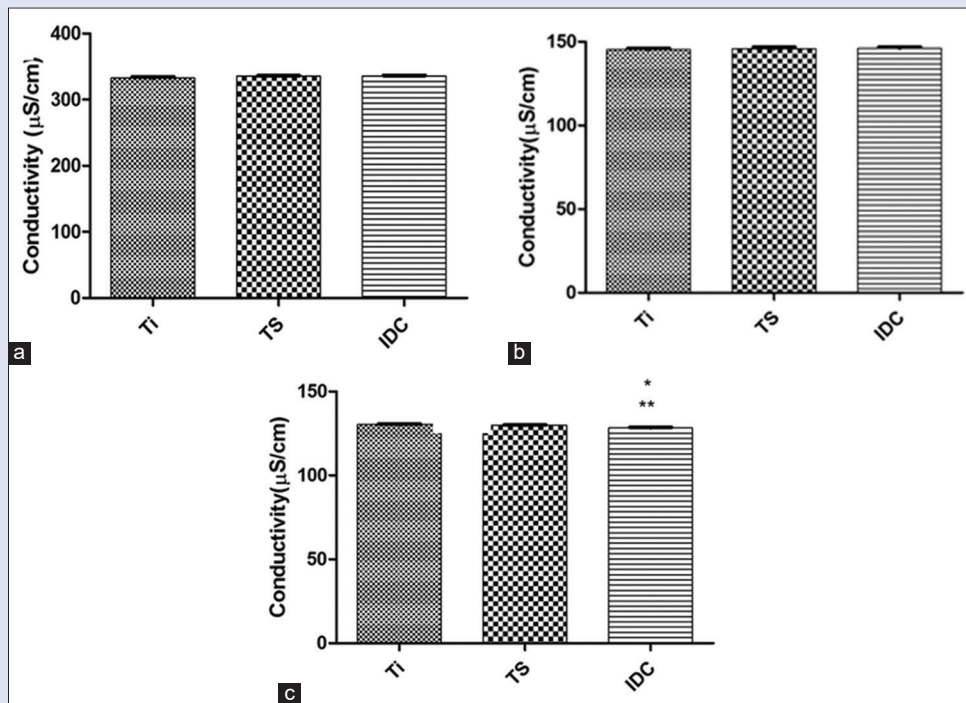 400
300
200
100
0
Conductivity (μS/cm)
Ti
TS
IDC
a
150
100
50
0
Conductivity(μS/cm)
Ti
TS
IDC
b
*
**
150
100
50
0
Conductivity(μS/cm)
Ti
TS
IDC
c